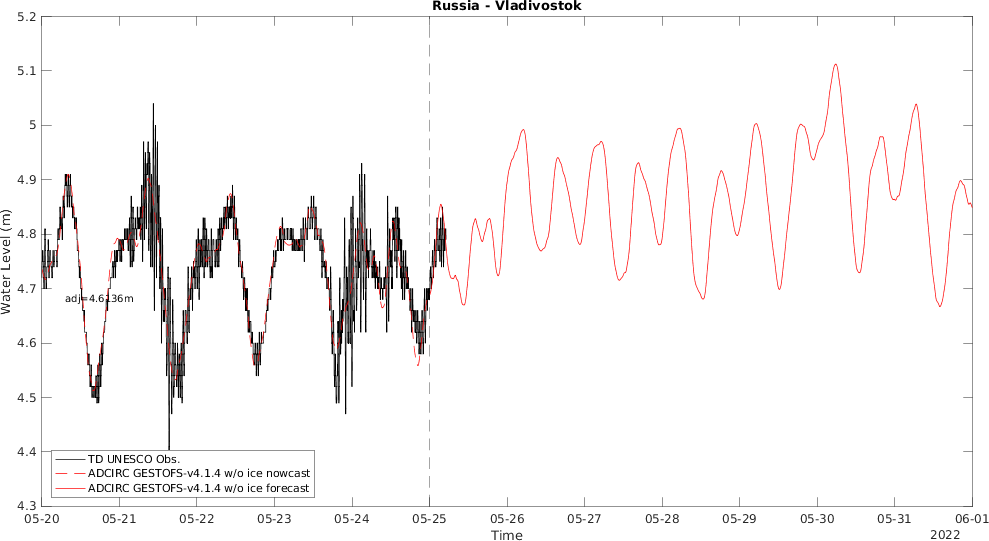 Russia - Vladivostok
5.2
5.1
5
4.9
4.8
4.7
4.6
4.5
4.4
4.3
Water Level (m)
adj=4.6136m
TD UNESCO Obs.
ADCIRC GESTOFS-v4.1.4 w/o ice nowcast
ADCIRC GESTOFS-v4.1.4 w/o ice forecast
05-20 05-21 05-22 05-23 05-24 05-25 05-26 05-27 05-28 05-29 05-30 05-31 06-01
Time
2022